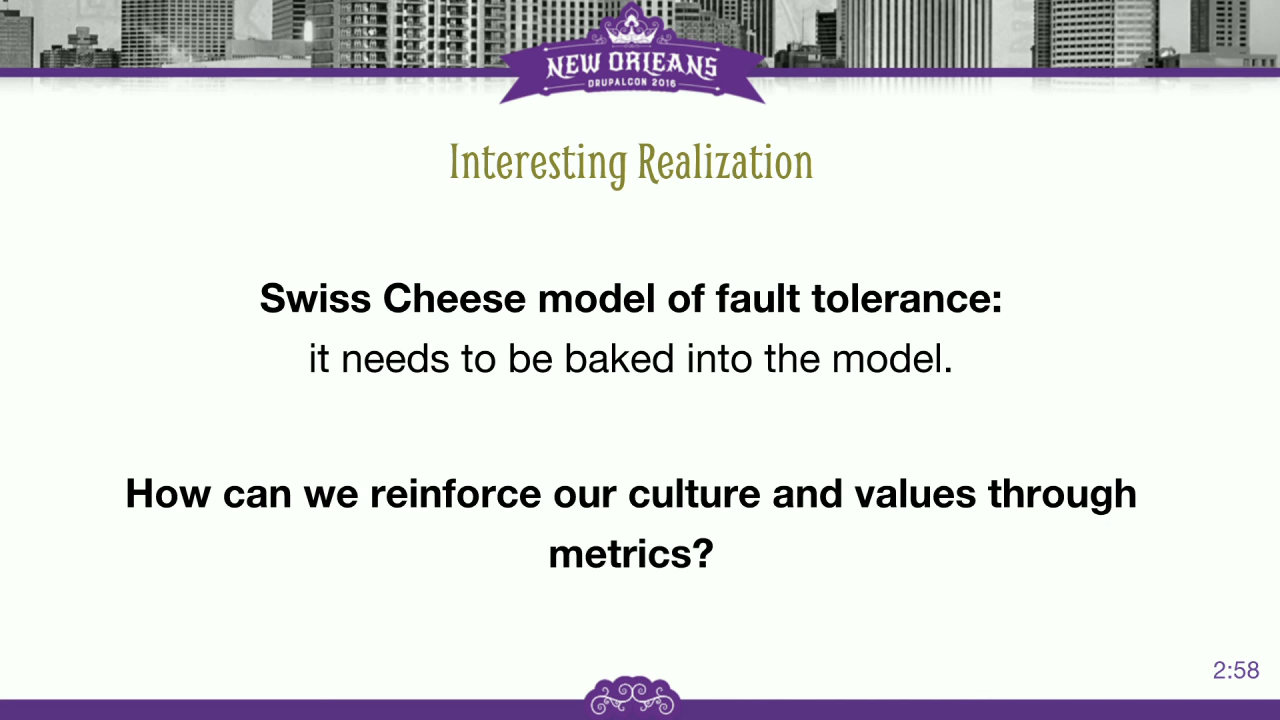 NEW ORLEANS
DRUPALCON 2016
Interesting Realization
Swiss Cheese model of fault tolerance:
it needs to be baked into the model.
How can we reinforce our culture and values through
metrics?
2:58